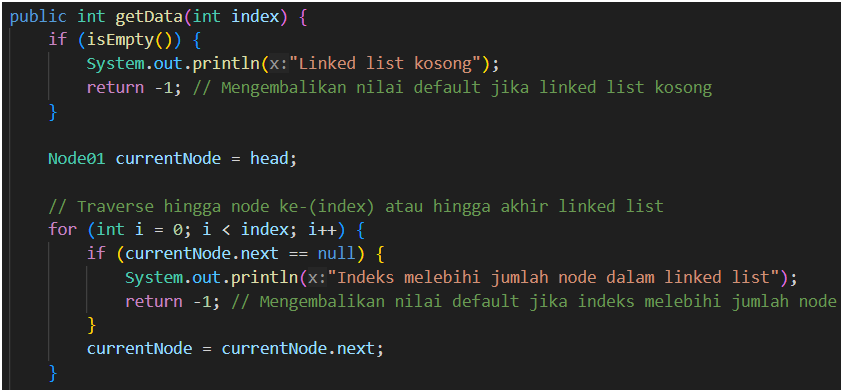 public int getData(int index) {
if (isEmpty()) {
System.out.println(x:"Linked list kosong");
return -1; // Mengembalikan nilai default jika linked list kosong
}
Node01 currentNode = head;
// Traverse hingga node ke-(index) atau hingga akhir linked list
for (int i = 0; i < index; i++) {
if (currentNode.next == null) {
System.out.println(x:"Indeks melebihi jumlah node dalam linked list");
return -1; // Mengembalikan nilai default jika indeks melebihi jumlah node
}
currentNode = currentNode.next;
}